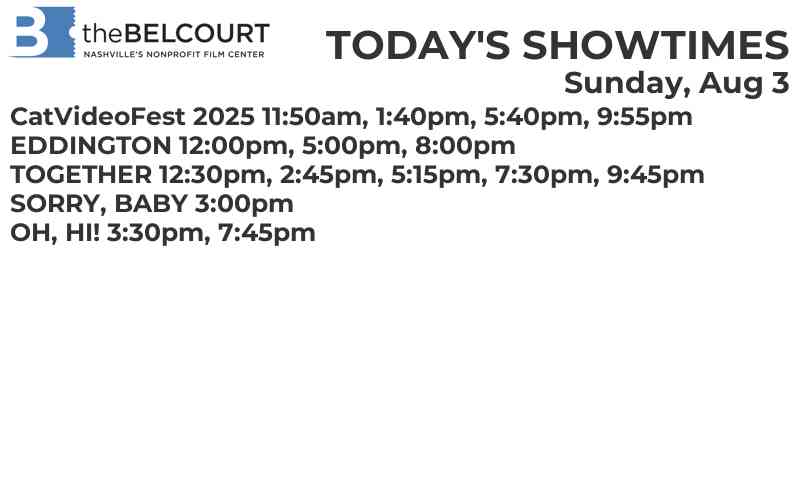 B theBELCOURT
NASHVILLE'S NONPROFIT FILM CENTER
TODAY'S SHOWTIMES
Sunday, Aug 3
CatVideoFest 2025 11:50am, 1:40pm, 5:40pm, 9:55pm
EDDINGTON 12:00pm, 5:00pm, 8:00pm
TOGETHER 12:30pm, 2:45pm, 5:15pm, 7:30pm, 9:45pm
SORRY, BABY 3:00pm
OH, HI! 3:30pm, 7:45pm